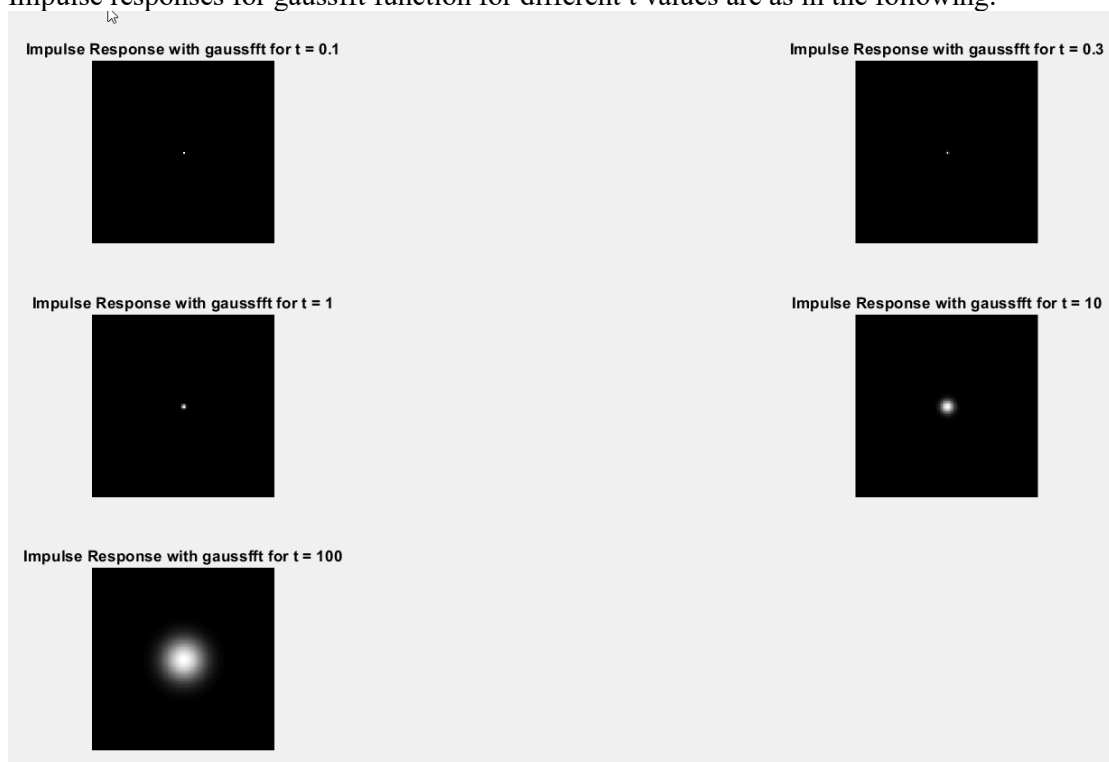 Impulse responses for gaussfft function for different t values are as in the following:
Impulse Response with gaussfft for t = 0.1
Impulse Response with gaussfft for t = 0.3
Impulse Response with gaussfft for t = 1
Impulse Response with gaussfft for t = 10
Impulse Response with gaussfft for t = 100